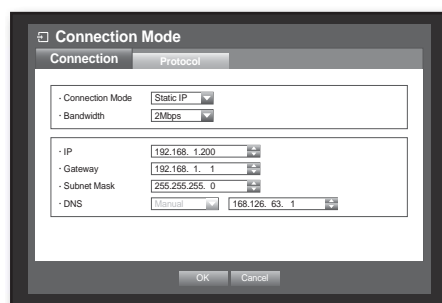 Connection Mode
Connection Protocol
· Connection Mode Static IP
· Bandwidth 2Mbps
· IP 192.168. 1.200
· Gateway 192.168. 1. 1
· Subnet Mask 255.255.255. 0
· DNS Manual 168.126. 63. 1
OK Cancel